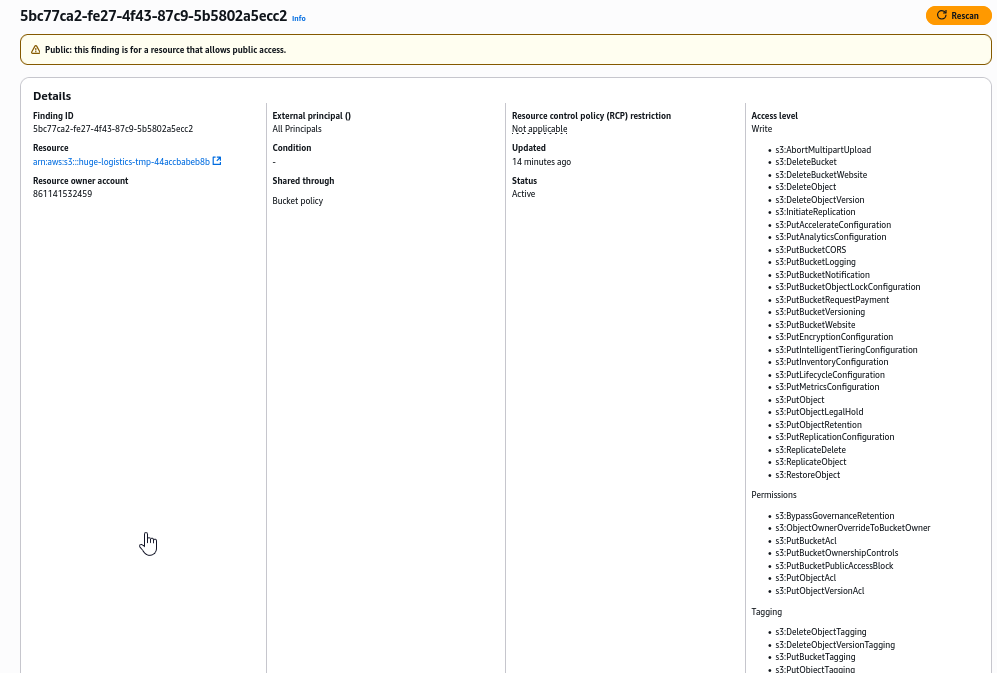 5bc77ca2-fe27-4f43-87c9-5b5802a5ecc2 Info
Rescan
Public: this finding is for a resource that allows public access.
Details
Finding ID
5bc77ca2-fe27-4f43-87c9-5b5802a5ecc2
Resource
arn:aws:s3:::huge-logistics-tmp-44accbabeb8b
Resource owner account
861141532459
External principal ()
All Principals
Condition
-
Shared through
Bucket policy
Resource control policy (RCP) restriction
Not applicable
Updated
14 minutes ago
Status
Active
Access level
Write
• s3:AbortMultipartUpload
• s3:DeleteBucket
• s3:DeleteBucketWebsite
• s3:DeleteObject
• s3:DeleteObjectVersion
• s3:InitiateReplication
• s3:PutAccelerateConfiguration
• s3:PutAnalyticsConfiguration
• s3:PutBucketCORS
• s3:PutBucketLogging
• s3:PutBucketNotification
• s3:PutBucketObjectLockConfiguration
• s3:PutBucketRequestPayment
• s3:PutBucketVersioning
• s3:PutBucketWebsite
• s3:PutEncryptionConfiguration
• s3:PutIntelligentTieringConfiguration
• s3:PutInventoryConfiguration
• s3:PutLifecycleConfiguration
• s3:PutMetricsConfiguration
• s3:PutObject
• s3:PutObjectLegalHold
• s3:PutObjectRetention
• s3:PutReplicationConfiguration
• s3:ReplicateDelete
• s3:ReplicateObject
• s3:RestoreObject
Permissions
• s3:BypassGovernanceRetention
• s3:ObjectOwnerOverrideToBucketOwner
• s3:PutBucketAcl
• s3:PutBucketOwnershipControls
• s3:PutBucketPublicAccessBlock
• s3:PutObjectAcl
• s3:PutObjectVersionAcl
Tagging
• s3:DeleteObjectTagging
• s3:DeleteObjectVersionTagging
• s3:PutBucketTagging
• s3:PutObjectTagging